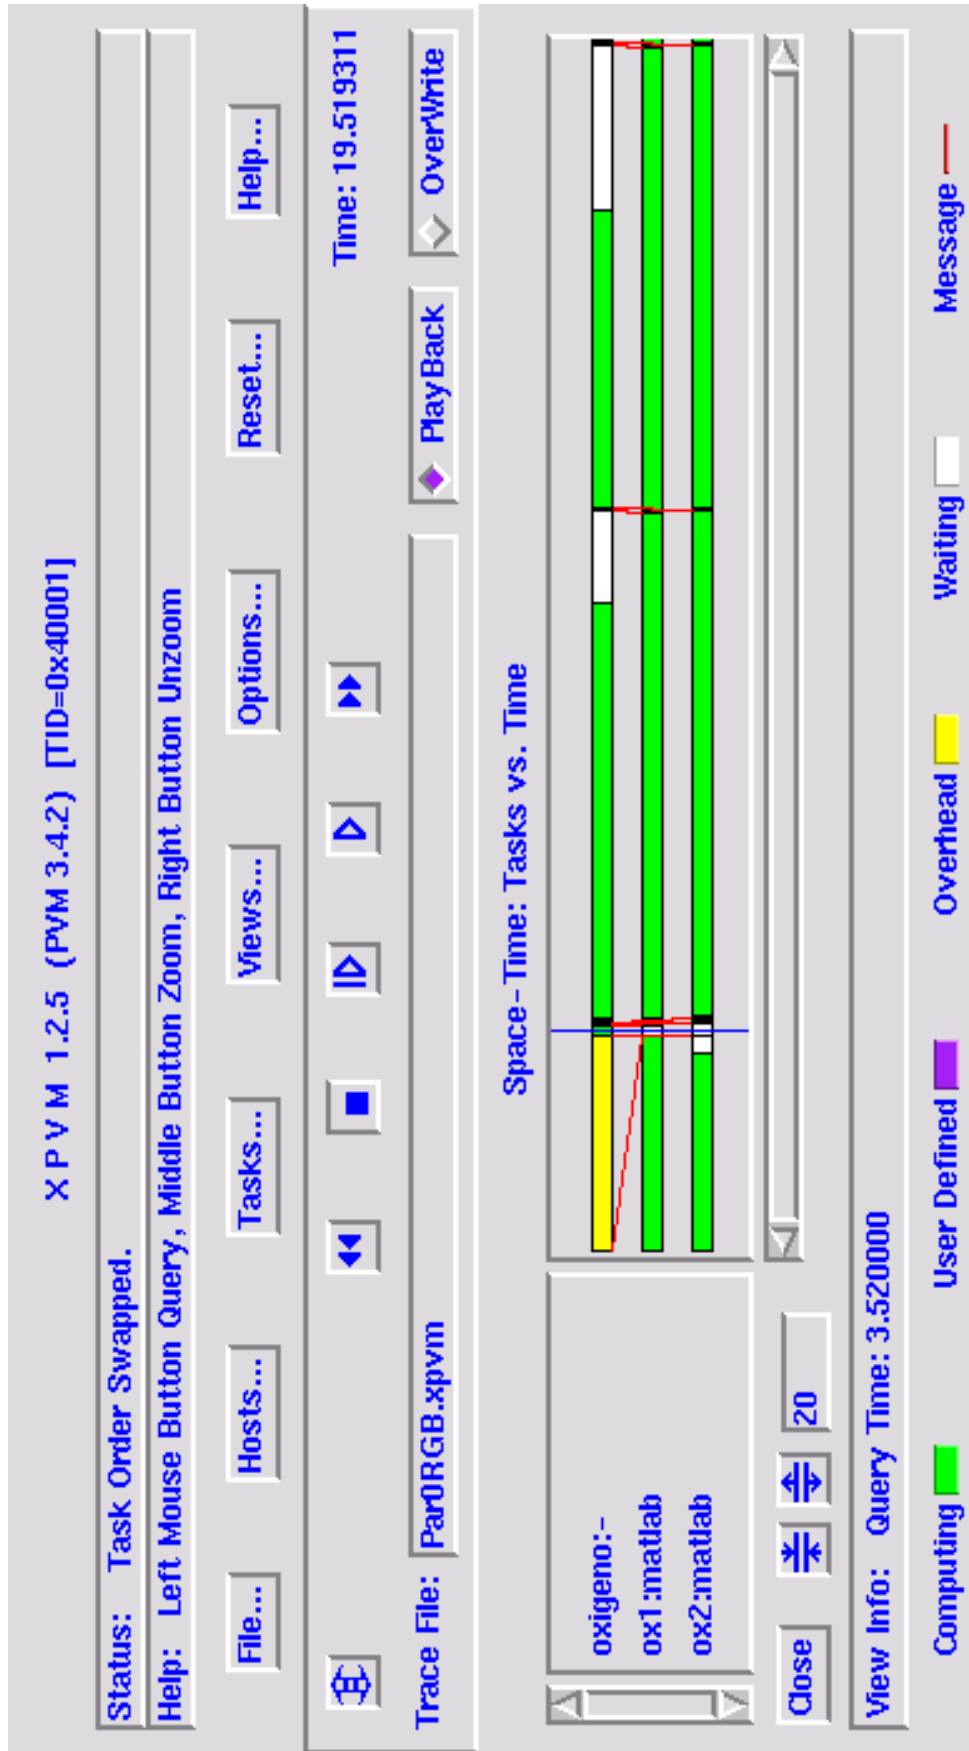 X P V M 1.2.5 (PVM 3.4.2) [TID=0x40001]
Status: Task Order Swapped.
Help: Left Mouse Button Query, Middle Button Zoom, Right Button Unzoom
File... Hosts... Tasks... Views... Options... Reset... Help...
Time: 19.519311
Trace File: ParORGB.xpvm PlayBack OverWrite
Space-Time: Tasks vs. Time
oxigeno:-
ox1:matlab
ox2:matlab
Close 20
View Info: Query Time: 3.520000
Computing User Defined Overhead Waiting Message